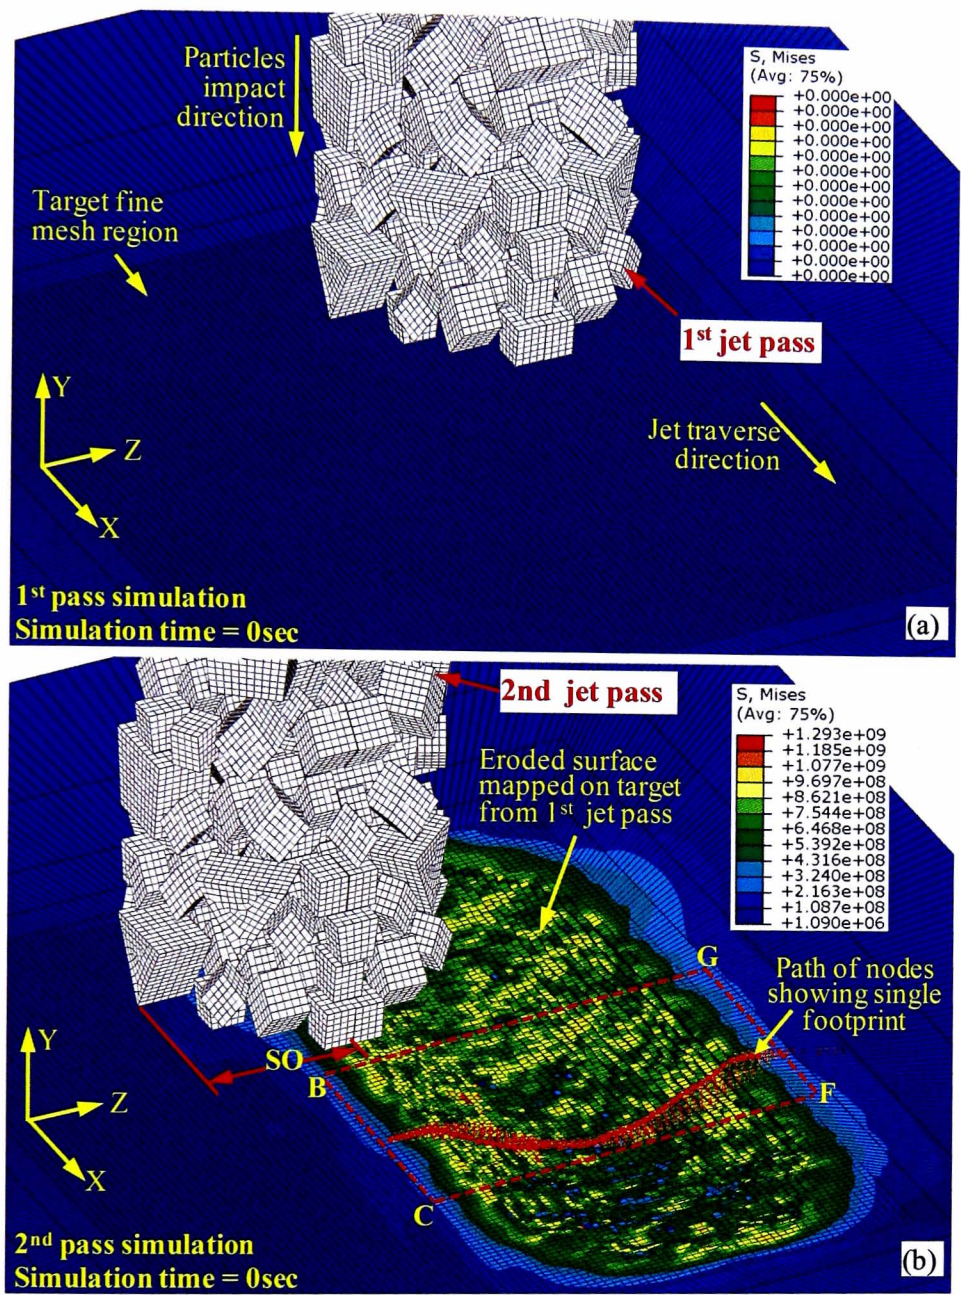 Particles
impact
direction
S, Mises
(Avg: 75%)
+0.000e+00
+0.000e+00
+0.000e+00
+0.000e+00
+0.000e+00
+0.000e+00
+0.000e+00
+0.000e+00
+0.000e+00
+0.000e+00
+0.000e+00
+0.000e+00
+0.000e+00
Target fine
mesh region
1st jet pass
Y
Z
X
Jet traverse
direction
1st pass simulation
Simulation time = 0sec
(a)
2nd jet pass
S, Mises
(Avg: 75%)
+1.293e+09
+1.185e+09
+1.077e+09
+9.697e+08
+8.621e+08
+7.544e+08
+6.468e+08
+5.392e+08
+4.316e+08
+3.240e+08
+2.163e+08
+1.087e+08
+1.090e+06
Eroded surface
mapped on target
from 1st jet pass
G
Path of nodes
showing single
footprint
SO
B
F
C
Y
Z
X
2nd pass simulation
Simulation time = 0sec
(b)